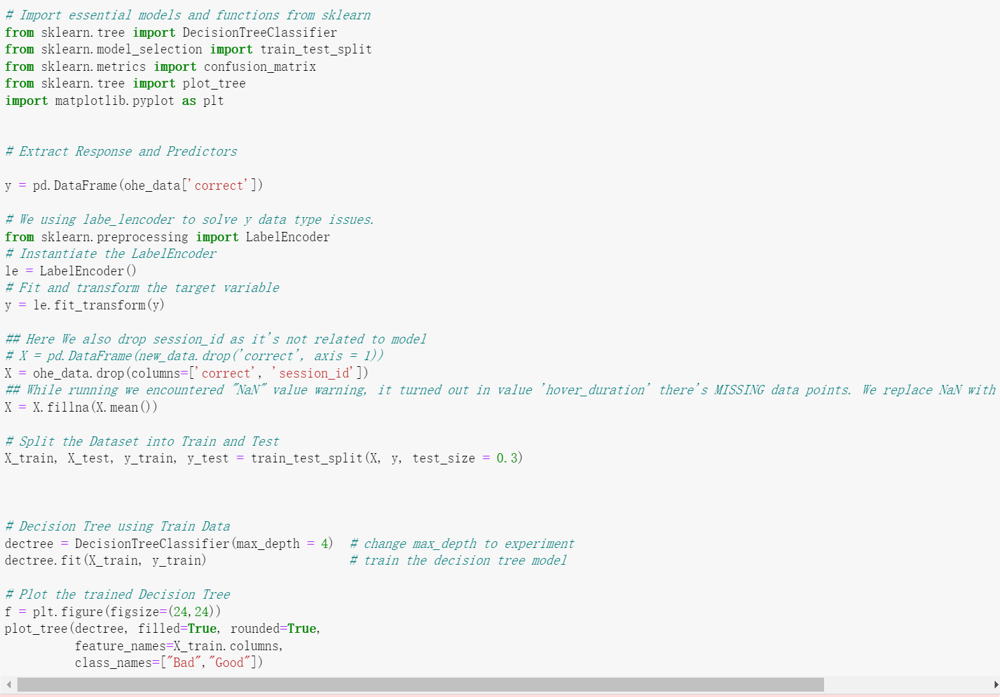 # Import essential models and functions from sklearn
from sklearn.tree import DecisionTreeClassifier
from sklearn.model_selection import train_test_split
from sklearn.metrics import confusion_matrix
from sklearn.tree import plot_tree
import matplotlib.pyplot as plt
# Extract Response and Predictors
y = pd.DataFrame(ohe_data['correct'])
# We using labe_lencoder to solve y data type issues.
from sklearn.preprocessing import LabelEncoder
# Instantiate the LabelEncoder
le = LabelEncoder()
# Fit and transform the target variable
y = le.fit_transform(y)
## Here We also drop session_id as it's not related to model
# X = pd.DataFrame(new_data.drop('correct', axis = 1))
X = ohe_data.drop(columns=['correct', 'session_id'])
## While running we encountered "NaN" value warning, it turned out in value 'hover_duration' there's MISSING data points. We replace NaN with
X = X.fillna(X.mean())
# Split the Dataset into Train and Test
X_train, X_test, y_train, y_test = train_test_split(X, y, test_size = 0.3)
# Decision Tree using Train Data
dectree = DecisionTreeClassifier(max_depth = 4)  # change max_depth to experiment
dectree.fit(X_train, y_train)                    # train the decision tree model
# Plot the trained Decision Tree
f = plt.figure(figsize=(24,24))
plot_tree(dectree, filled=True, rounded=True,
          feature_names=X_train.columns,
          class_names=["Bad","Good"])